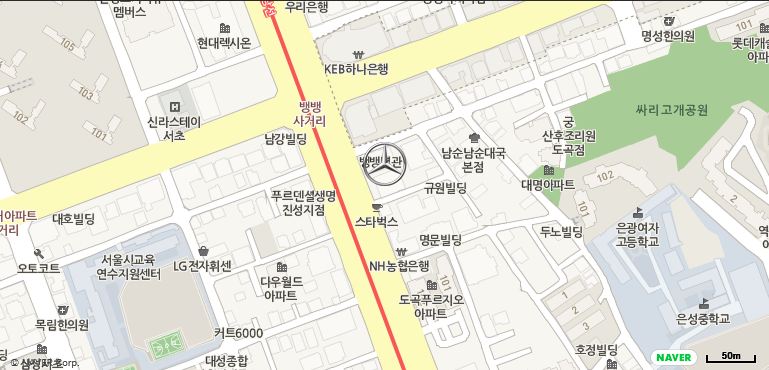 멤버스
우리은행
현대렉시온
KEB하나은행
명성한의원
롯데캐슬
아파트
105
103
102
101
신라스테이
서초
뱅뱅
사거리
남강빌딩
싸리고개공원
궁
산후조리원
도곡점
남순남순대국
본점
대명아파트
규원빌딩
푸르덴셜생명
진성지점
스타벅스
102
101
은광여자
고등학교
대호빌딩
명문빌딩
두노빌딩
오토코트
서울시교육
연수지원센터
LG전자휘센
다우월드
아파트
NH농협은행
101
도곡푸르지오
아파트
1
2
3
은성중학교
목림한의원
커트6000
대성종합
호정빌딩
NAVER
50m